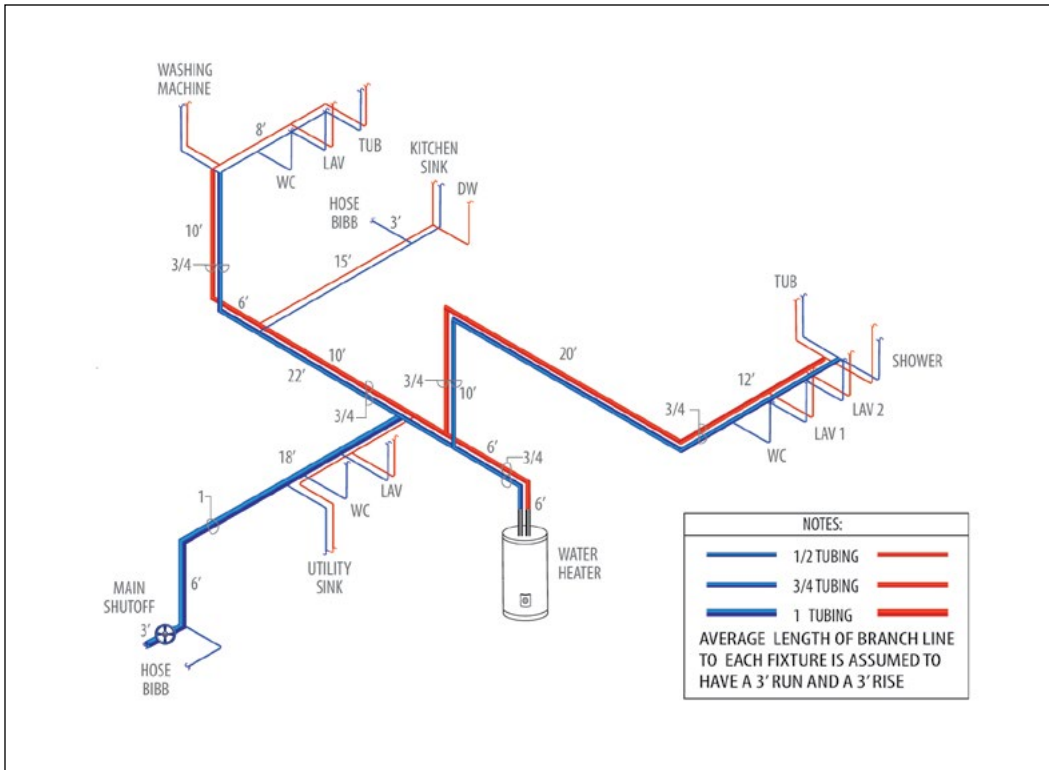 WASHING
MACHINE
8'
TUB
LAV
WC
KITCHEN
SINK
DW
HOSE
BIBB
3'
10'
3/4
15'
6'
10'
22'
3/4
3/4
10'
20'
TUB
SHOWER
12'
3/4
LAV 2
LAV 1
WC
6'
3/4
6'
18'
LAV
WC
1
UTILITY
SINK
WATER
HEATER
6'
MAIN
SHUTOFF
3'
HOSE
BIBB
NOTES:
1/2 TUBING
3/4 TUBING
1 TUBING
AVERAGE LENGTH OF BRANCH LINE
TO EACH FIXTURE IS ASSUMED TO
HAVE A 3' RUN AND A 3' RISE